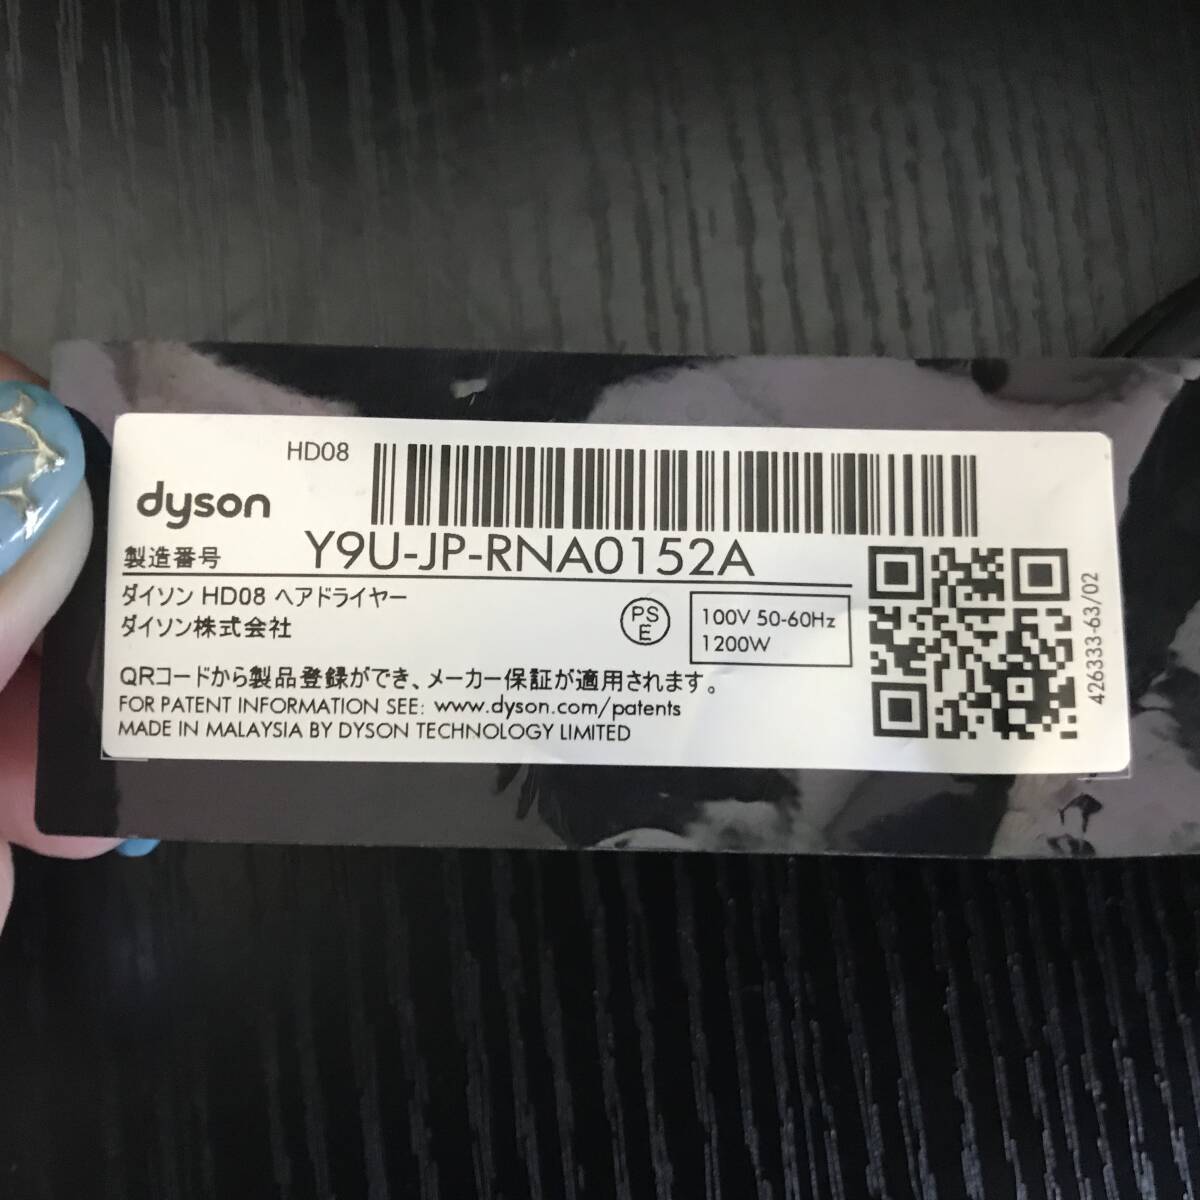 HD08
dyson
製造番号 Y9U-JP-RNA0152A
ダイソン HD08 ヘアドライヤー
ダイソン株式会社
PS
E
100V 50-60Hz
1200W
QRコードから製品登録ができ、メーカー保証が適用されます。
FOR PATENT INFORMATION SEE: www.dyson.com/patents
MADE IN MALAYSIA BY DYSON TECHNOLOGY LIMITED
426333-63/02